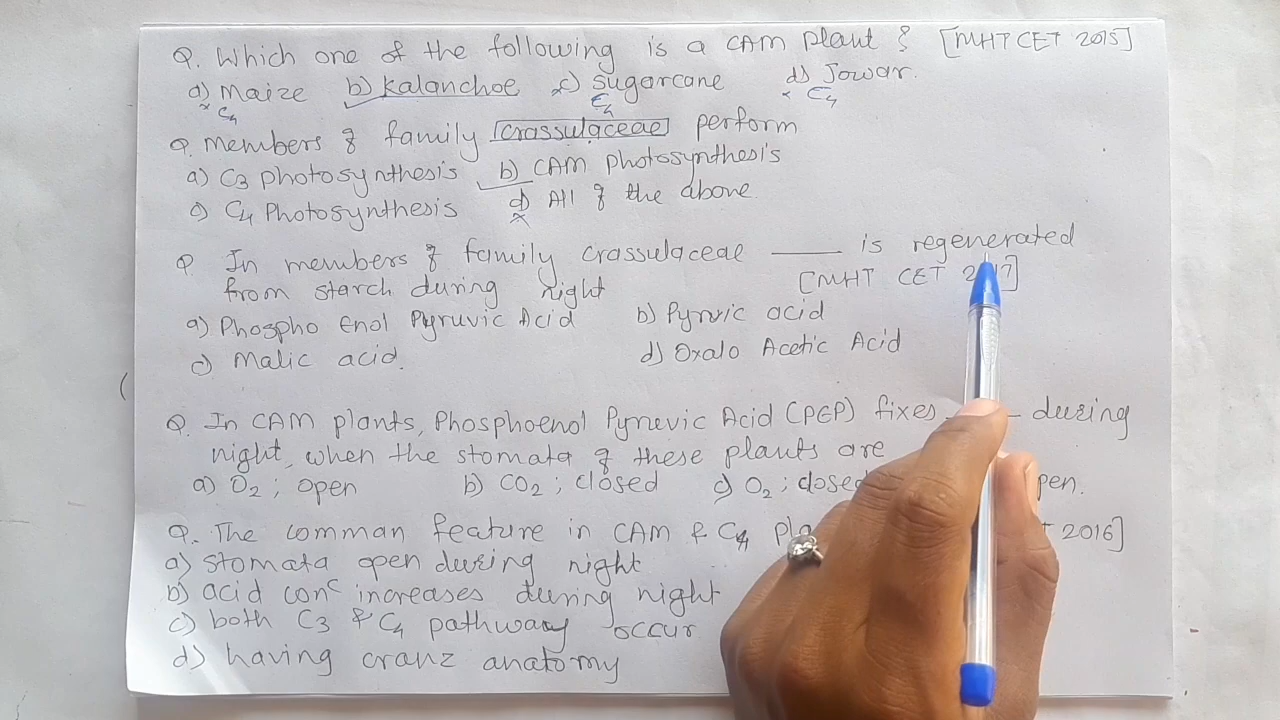 Q. Which one of the following is a CAM plant? [MHT CET 2015]
a) Maize b) kalanchoe c) sugarcane d) Jowar.
x C4 C4 x C4
Q. Members of family crassulaceae perform
a) C3 photosynthesis b) CAM photosynthesis
c) C4 Photosynthesis d) All of the above.
Q In members of family crassulaceae ____ is regenerated
from starch during night [MHT CET 2 17]
a) Phospho Enol Pyruvic Acid b) Pyruvic acid
c) Malic acid. d) Oxalo Acetic Acid
Q. In CAM plants, Phosphoenol Pyruvic Acid (PEP) fixes during
night, when the stomata of these plants are
a) O2 ; open b) CO2 ; closed c) O2 ; closed pen.
Q. The common feature in CAM & C4 pla T 2016]
a) stomata open during night
b) acid conc increases during night
c) both C3 & C4 pathway occur
d) having cranz anatomy